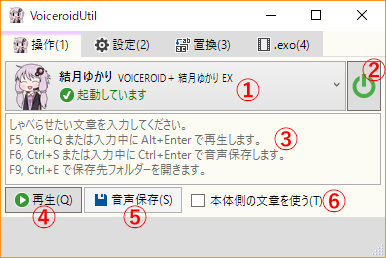 VoiceroidUtil
操作(1) 設定(2) 置換(3) .exo(4)
結月ゆかり VOICEROID+ 結月ゆかり EX
起動しています
①
②
しゃべらせたい文章を入力してください。
F5, Ctrl+Q または入力中に Alt+Enter で再生します。
F6, Ctrl+S または入力中に Ctrl+Enter で音声保存します。
F9, Ctrl+E で保存先フォルダーを開きます。
③
再生(Q) 音声保存(S) 本体側の文章を使う(T)
④
⑤
⑥